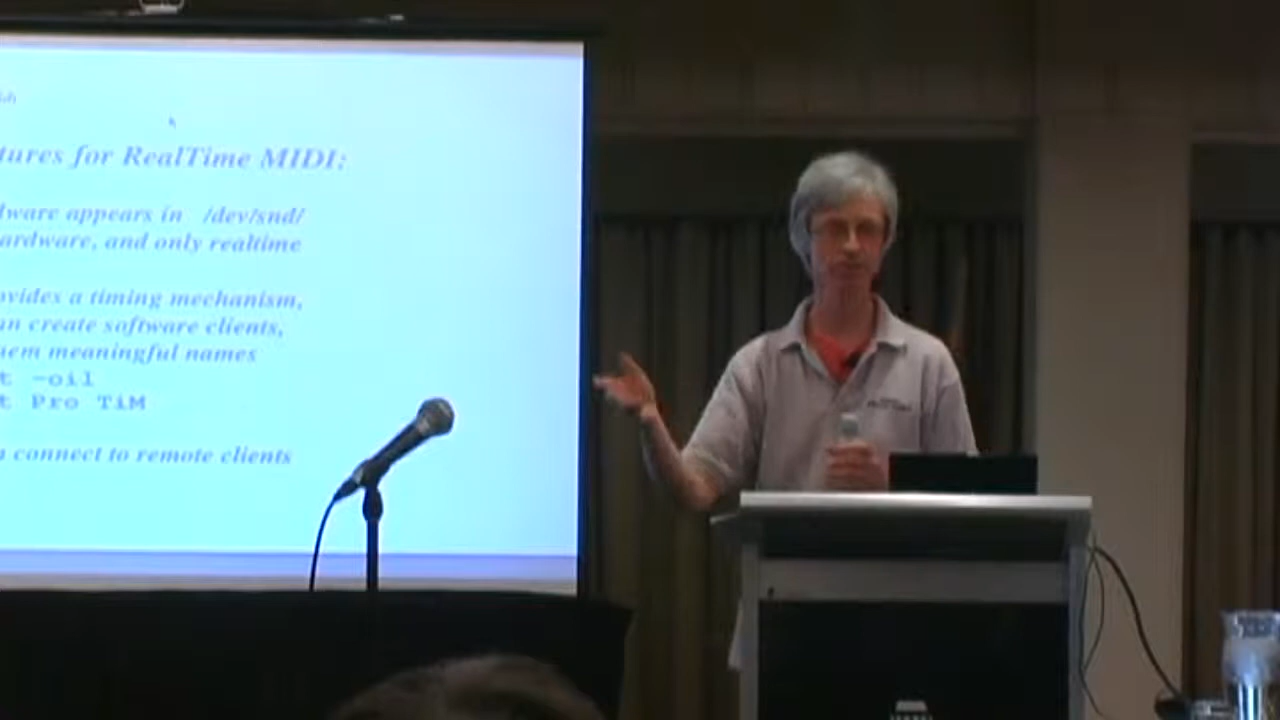 tures for RealTime MIDI:
dware appears in /dev/snd/
ardware, and only realtime
ovides a timing mechanism,
an create software clients,
hem meaningful names
t -oil
t Pro TiM
n connect to remote clients